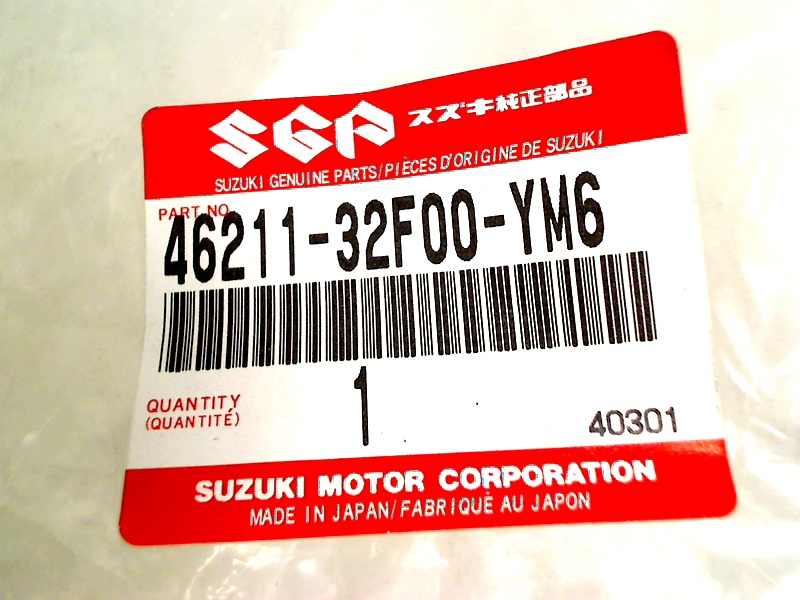 SGP スズキ純正部品
SUZUKI GENUINE PARTS/PIÈCES D'ORIGINE DE SUZUKI
PART NO.
46211-32F00-YM6
QUANTITY
(QUANTITÉ)
1
40301
SUZUKI MOTOR CORPORATION
MADE IN JAPAN/FABRIQUÉ AU JAPON